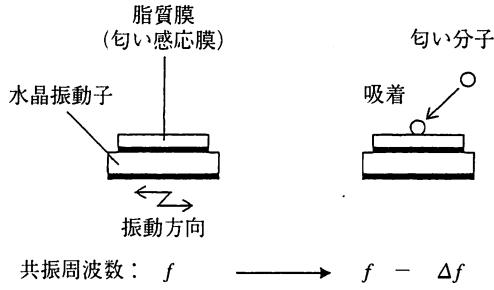 脂質膜
(匂い感応膜)
匂い分子
水晶振動子
吸着
振動方向
共振周波数： f f － Δf